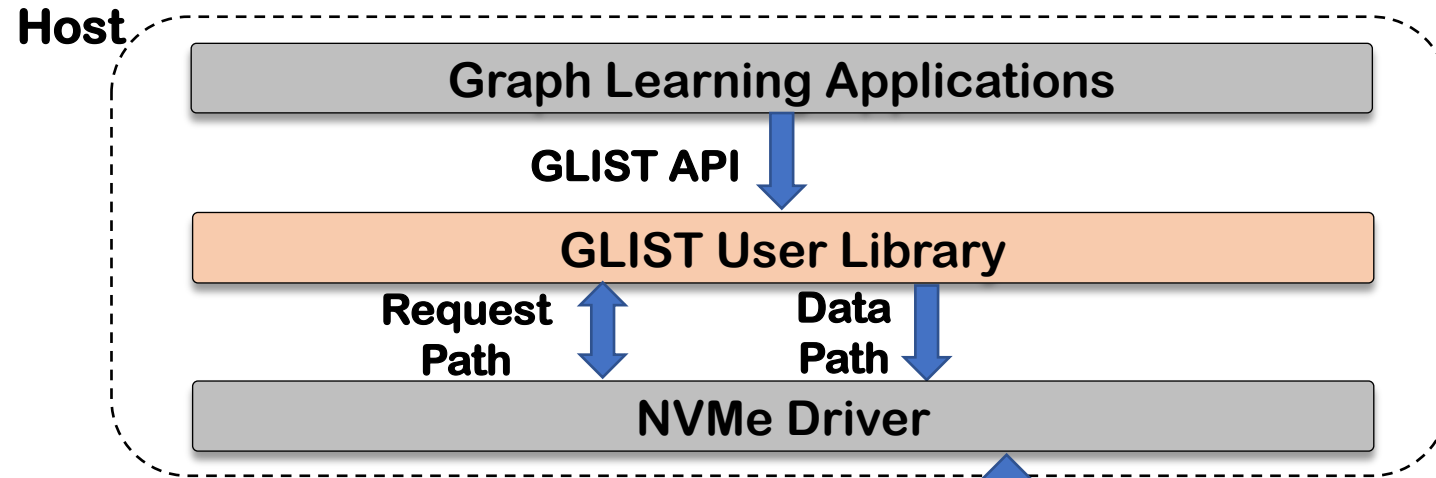 Host
Graph Learning Applications
GLIST API
GLIST User Library
Request
Path
Data
Path
NVMe Driver